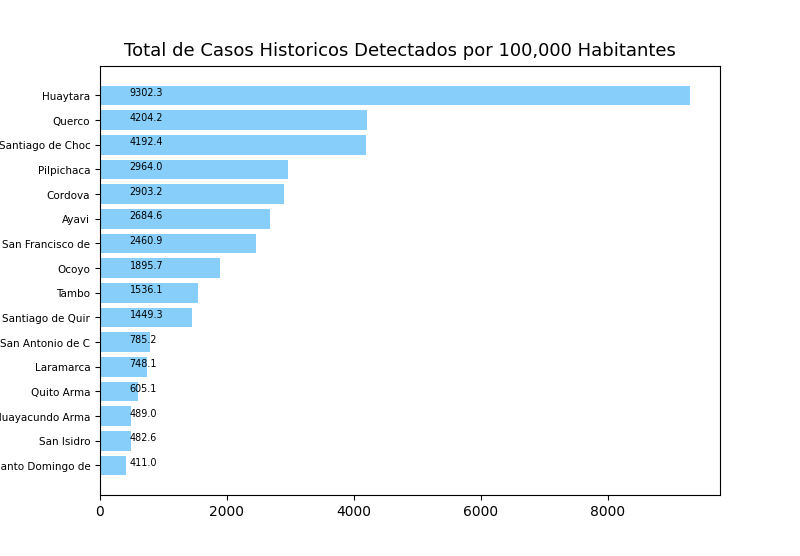 Total de Casos Historicos Detectados por 100,000 Habitantes
Huaytara 9302.3
Querco 4204.2
Santiago de Choc 4192.4
Pilpichaca 2964.0
Cordova 2903.2
Ayavi 2684.6
San Francisco de 2460.9
Ocoyo 1895.7
Tambo 1536.1
Santiago de Quir 1449.3
San Antonio de C 785.2
Laramarca 748.1
Quito Arma 605.1
uayacundo Arma 489.0
San Isidro 482.6
anto Domingo de 411.0
0 2000 4000 6000 8000